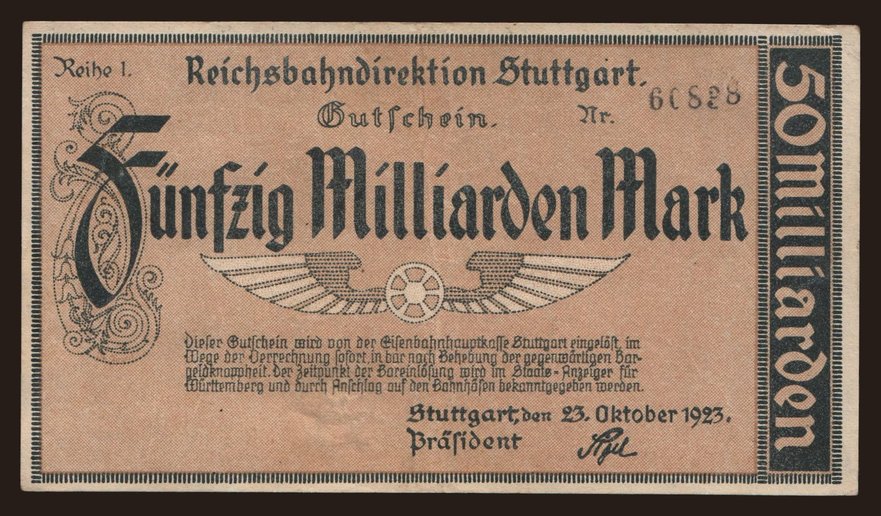 Reihe 1.
Reichsbahndirektion Stuttgart.
Gutschein.
Nr. 60828
Fünfzig Milliarden Mark
Dieser Gutschein wird von der Eisenbahnhauptkasse Stuttgart eingelöst, im
Wege der Verrechnung sofort, in bar nach Behebung der gegenwärtigen Bar-
geldknappheit. Der Zeitpunkt der Bareinlösung wird im Staats-Anzeiger für
Württemberg und durch Anschlag auf den Bahnhöfen bekanntgegeben werden.
Stuttgart, den 23. Oktober 1923.
Präsident
50 milliarden